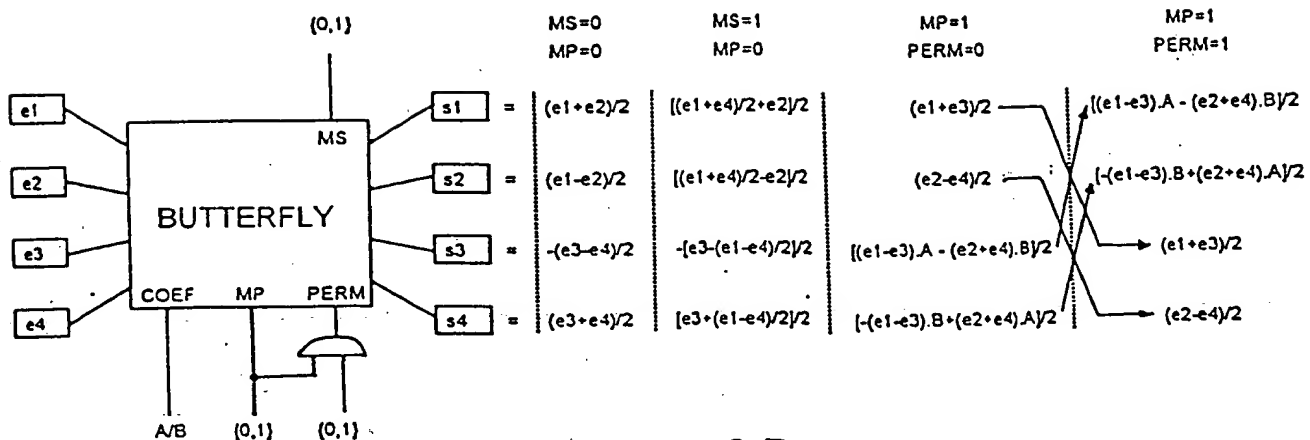 {0,1} MS=0 MS=1 MP=1 MP=1
MP=0 MP=0 PERM=0 PERM=1
e1 s1 = (e1+e2)/2 [(e1+e4)/2+e2]/2 (e1+e3)/2 [(e1-e3).A - (e2+e4).B]/2
MS
e2 s2 = (e1-e2)/2 [(e1+e4)/2-e2]/2 (e2-e4)/2 [-(e1-e3).B+(e2+e4).A]/2
BUTTERFLY
e3 s3 = -(e3-e4)/2 -[e3-(e1-e4)/2]/2 [(e1-e3).A - (e2+e4).B]/2 (e1+e3)/2
COEF MP PERM
e4 s4 = (e3+e4)/2 [e3+(e1-e4)/2]/2 [-(e1-e3).B+(e2+e4).A]/2 (e2-e4)/2
A/B {0,1} {0,1}